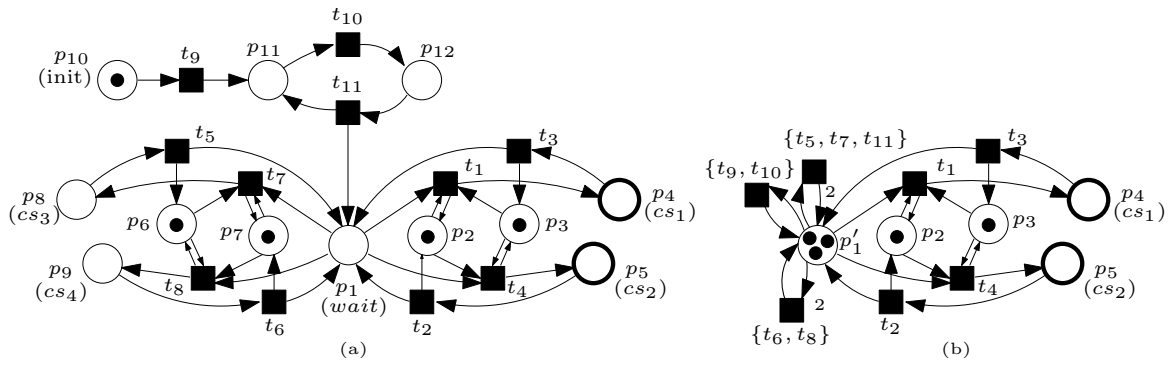 t10
p10
(init)
t9
p11
p12
t11
t5
t3
t7
t1
p8
(cs3)
p6
p7
p2
p3
p4
(cs1)
p9
(cs4)
t8
t6
p1
(wait)
t2
t4
p5
(cs2)
(a)
{t5, t7, t11}
{t9, t10}
t3
t1
2
p'1
p2
p3
p4
(cs1)
2
{t6, t8}
t2
t4
p5
(cs2)
(b)